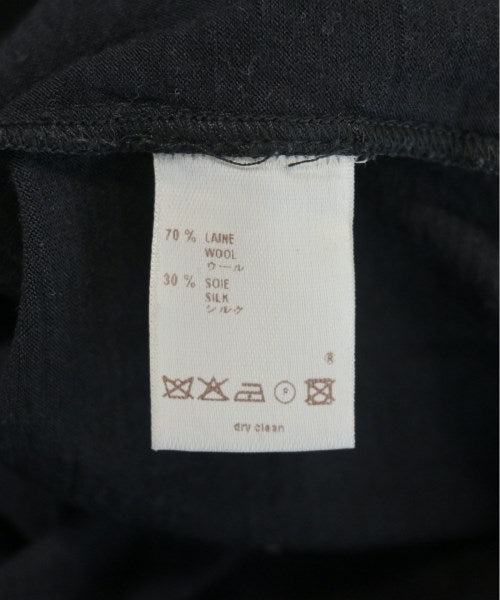 70 % LAINE
WOOL
ウール
30 % SOIE
SILK
シルク
®
P
dry clean